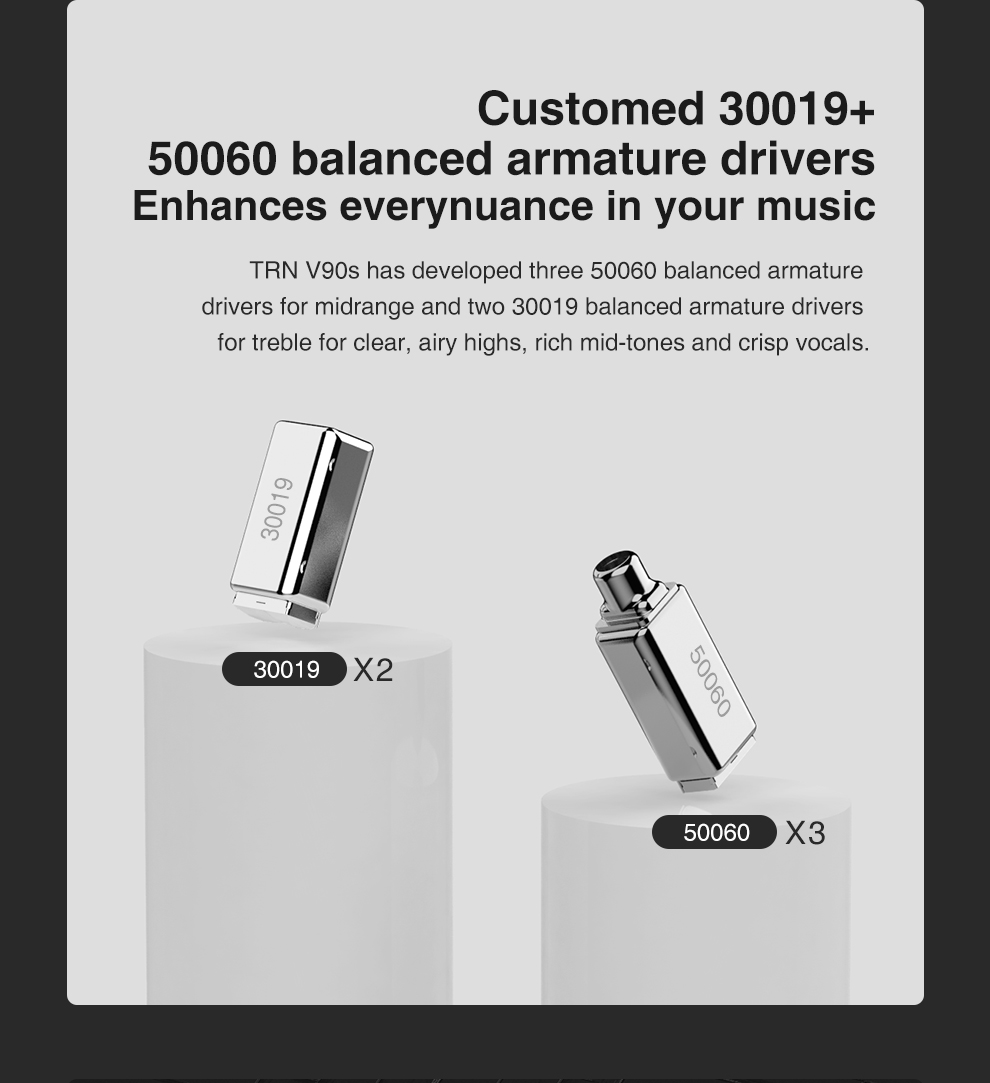 Customed 30019+
50060 balanced armature drivers
Enhances everynuance in your music
TRN V90s has developed three 50060 balanced armature
drivers for midrange and two 30019 balanced armature drivers
for treble for clear, airy highs, rich mid-tones and crisp vocals.
30019
30019 X2
50060
50060 X3